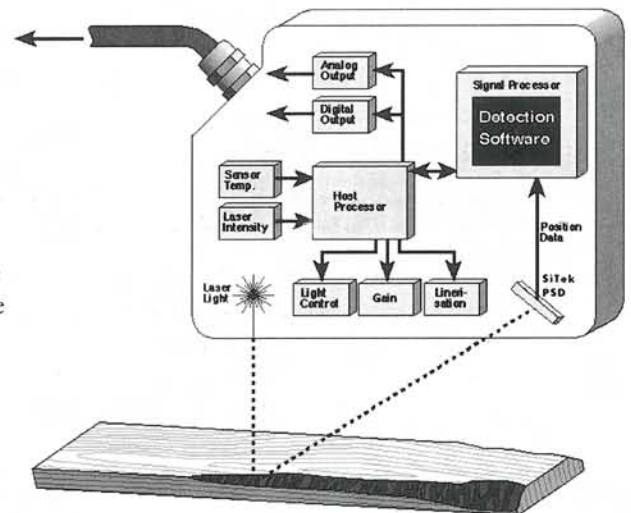 Analog
Output
Digital
Output
Signal Processor
Detection
Software
Sensor
Temp.
Laser
Intensity
Host
Processor
Position
Data
Laser
Light
Light
Control
Gain
Lineri-
sation
SiTek
PSD
e